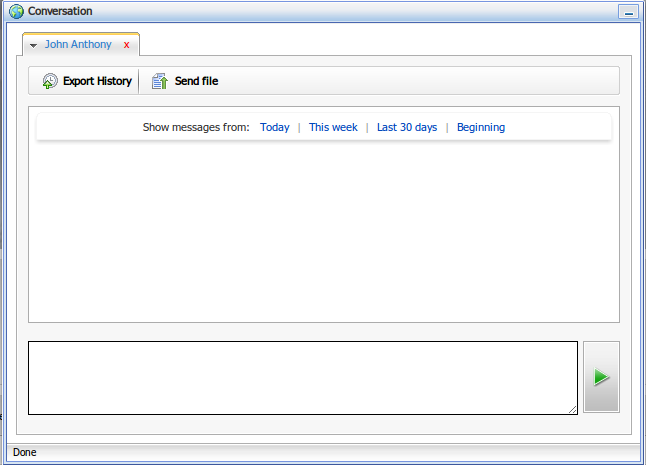 Conversation
John Anthony x
Export History Send file
Show messages from: Today | This week | Last 30 days | Beginning
Done